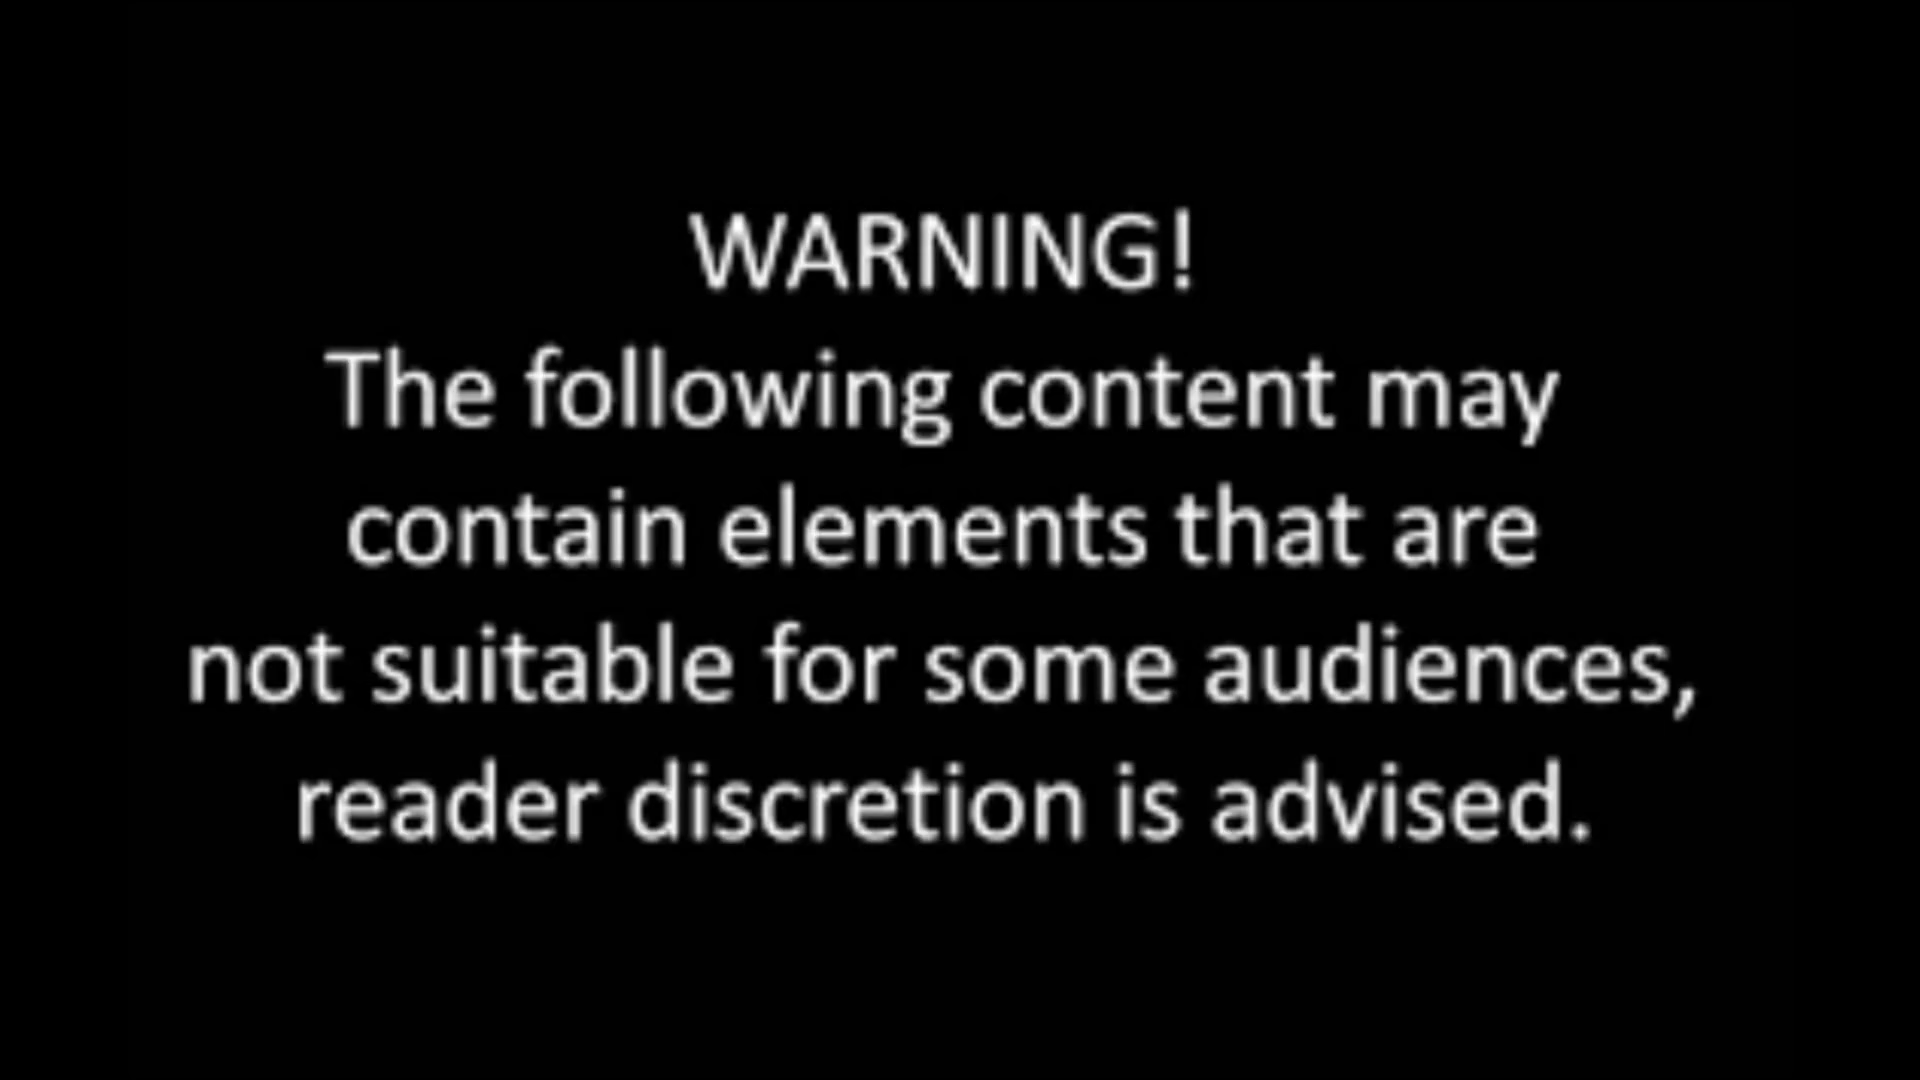 WARNING!
The following content may
contain elements that are
not suitable for some audiences,
reader discretion is advised.